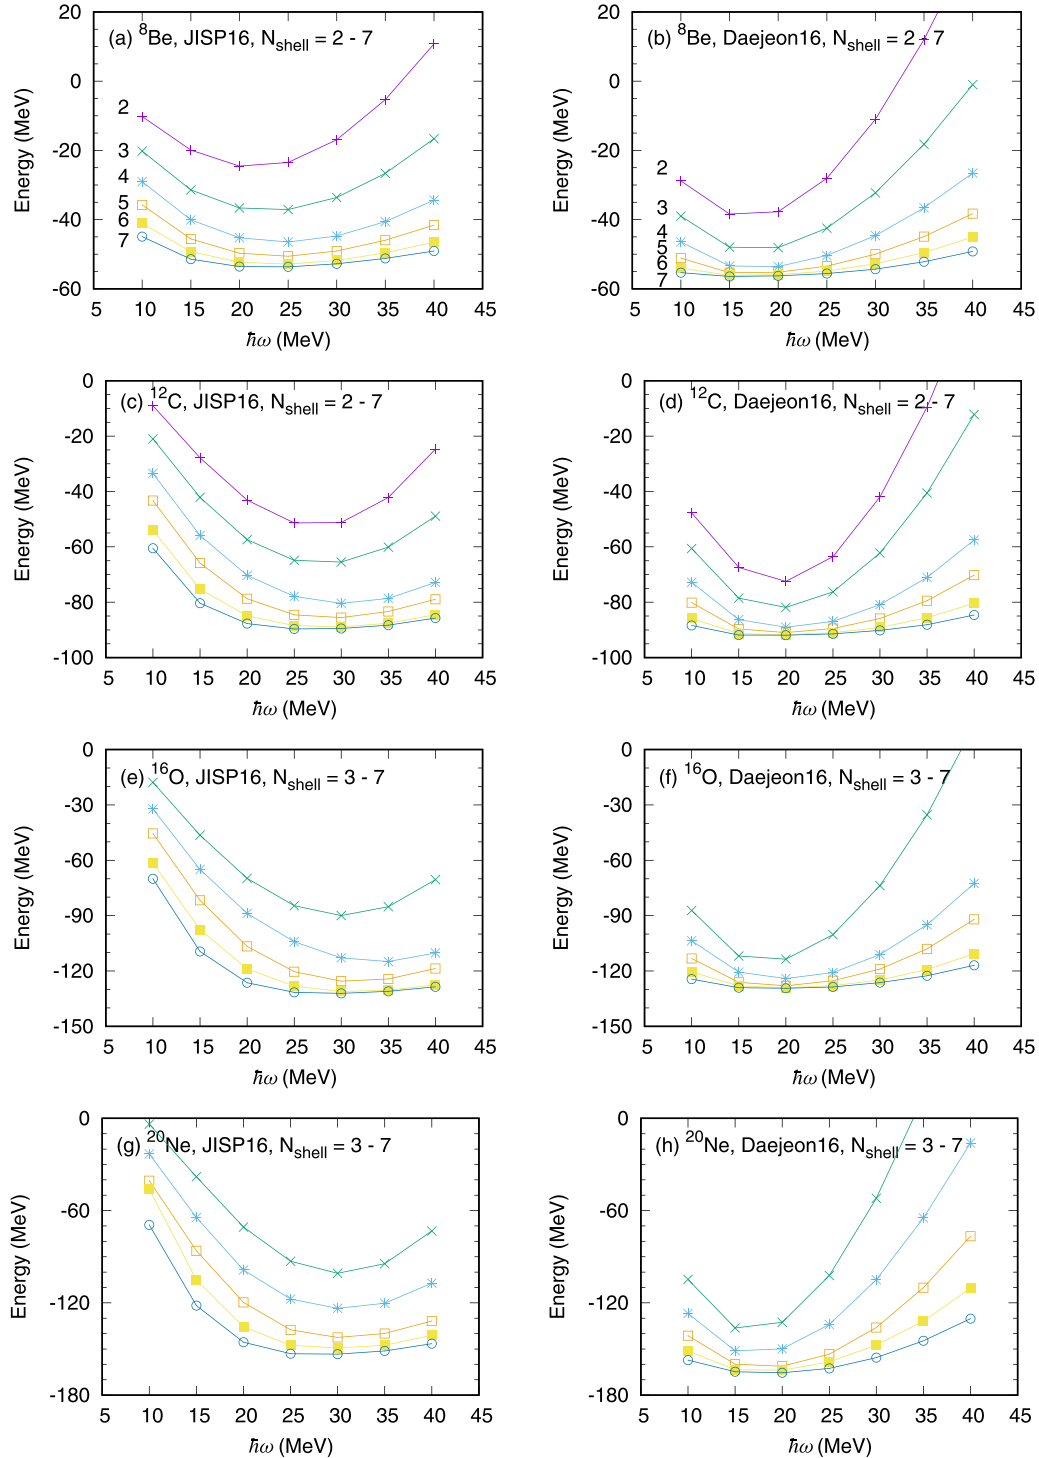 (a) ⁸Be, JISP16, N_shell = 2 - 7
20
0
-20
-40
-60
Energy (MeV)
2
3
4
5
6
7
5 10 15 20 25 30 35 40 45
ħω (MeV)
(b) ⁸Be, Daejeon16, N_shell = 2 - 7
20
0
-20
-40
-60
Energy (MeV)
2
3
4
5
6
7
5 10 15 20 25 30 35 40 45
ħω (MeV)
(c) ¹²C, JISP16, N_shell = 2 - 7
0
-20
-40
-60
-80
-100
Energy (MeV)
5 10 15 20 25 30 35 40 45
ħω (MeV)
(d) ¹²C, Daejeon16, N_shell = 2 - 7
0
-20
-40
-60
-80
-100
Energy (MeV)
5 10 15 20 25 30 35 40 45
ħω (MeV)
(e) ¹⁶O, JISP16, N_shell = 3 - 7
0
-30
-60
-90
-120
-150
Energy (MeV)
5 10 15 20 25 30 35 40 45
ħω (MeV)
(f) ¹⁶O, Daejeon16, N_shell = 3 - 7
0
-30
-60
-90
-120
-150
Energy (MeV)
5 10 15 20 25 30 35 40 45
ħω (MeV)
(g) ²⁰Ne, JISP16, N_shell = 3 - 7
0
-60
-120
-180
Energy (MeV)
5 10 15 20 25 30 35 40 45
ħω (MeV)
(h) ²⁰Ne, Daejeon16, N_shell = 3 - 7
0
-60
-120
-180
Energy (MeV)
5 10 15 20 25 30 35 40 45
ħω (MeV)